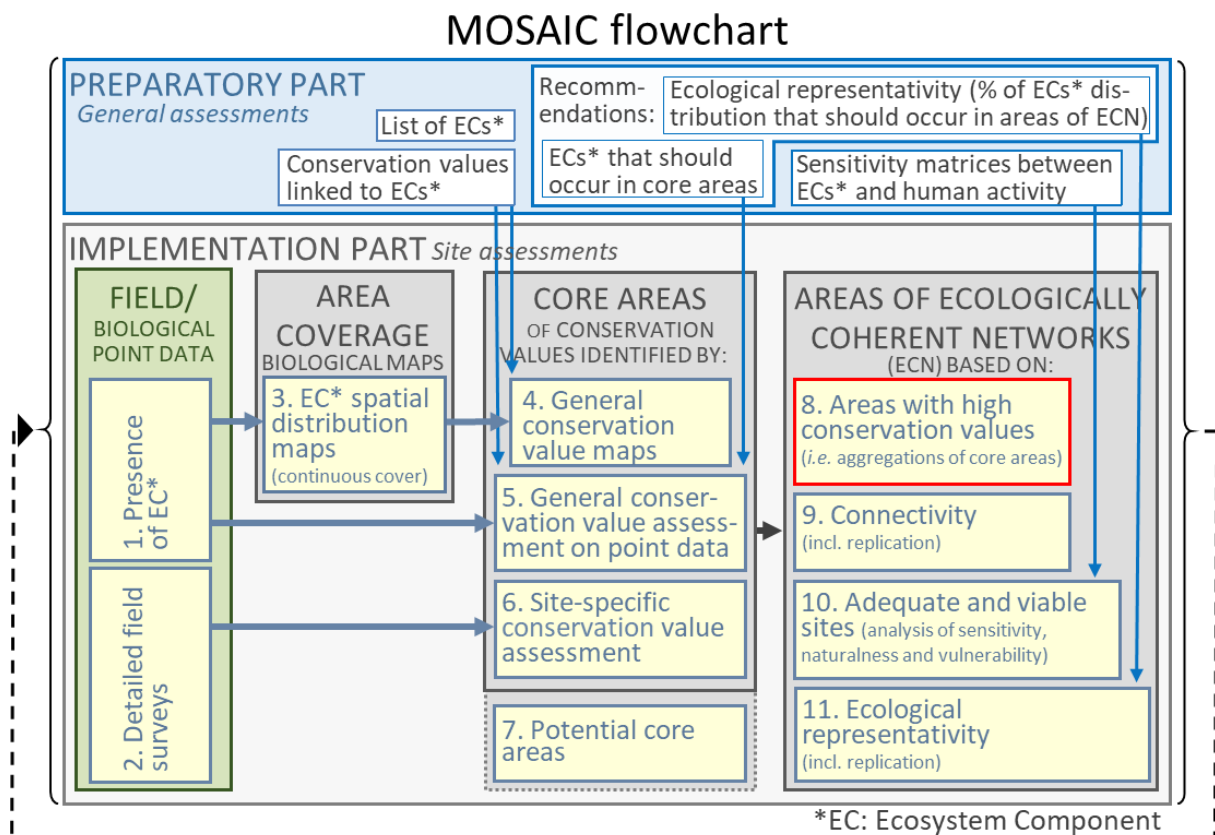 MOSAIC flowchart
PREPARATORY PART
General assessments
List of ECs*
Conservation values
linked to ECs*
Recomm-
endations:
Ecological representativity (% of ECs* dis-
tribution that should occur in areas of ECN)
ECs* that should
occur in core areas
Sensitivity matrices between
ECs* and human activity
IMPLEMENTATION PART Site assessments
FIELD/
BIOLOGICAL
POINT DATA
1. Presence
of EC*
2. Detailed field
surveys
AREA
COVERAGE
BIOLOGICAL MAPS
3. EC* spatial
distribution
maps
(continuous cover)
CORE AREAS
OF CONSERVATION
VALUES IDENTIFIED BY:
4. General
conservation
value maps
5. General conser-
vation value assess-
ment on point data
6. Site-specific
conservation value
assessment
7. Potential core
areas
AREAS OF ECOLOGICALLY
COHERENT NETWORKS
(ECN) BASED ON:
8. Areas with high
conservation values
(i.e. aggregations of core areas)
9. Connectivity
(incl. replication)
10. Adequate and viable
sites (analysis of sensitivity,
naturalness and vulnerability)
11. Ecological
representativity
(incl. replication)
*EC: Ecosystem Component